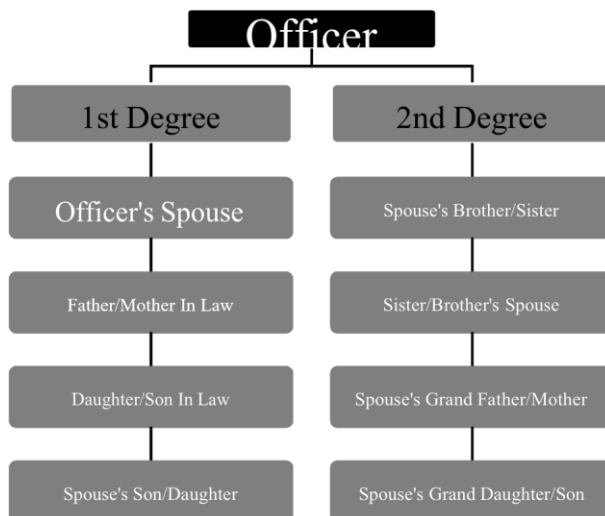 Officer
1st Degree
2nd Degree
Officer's Spouse
Spouse's Brother/Sister
Father/Mother In Law
Sister/Brother's Spouse
Daughter/Son In Law
Spouse's Grand Father/Mother
Spouse's Son/Daughter
Spouse's Grand Daughter/Son